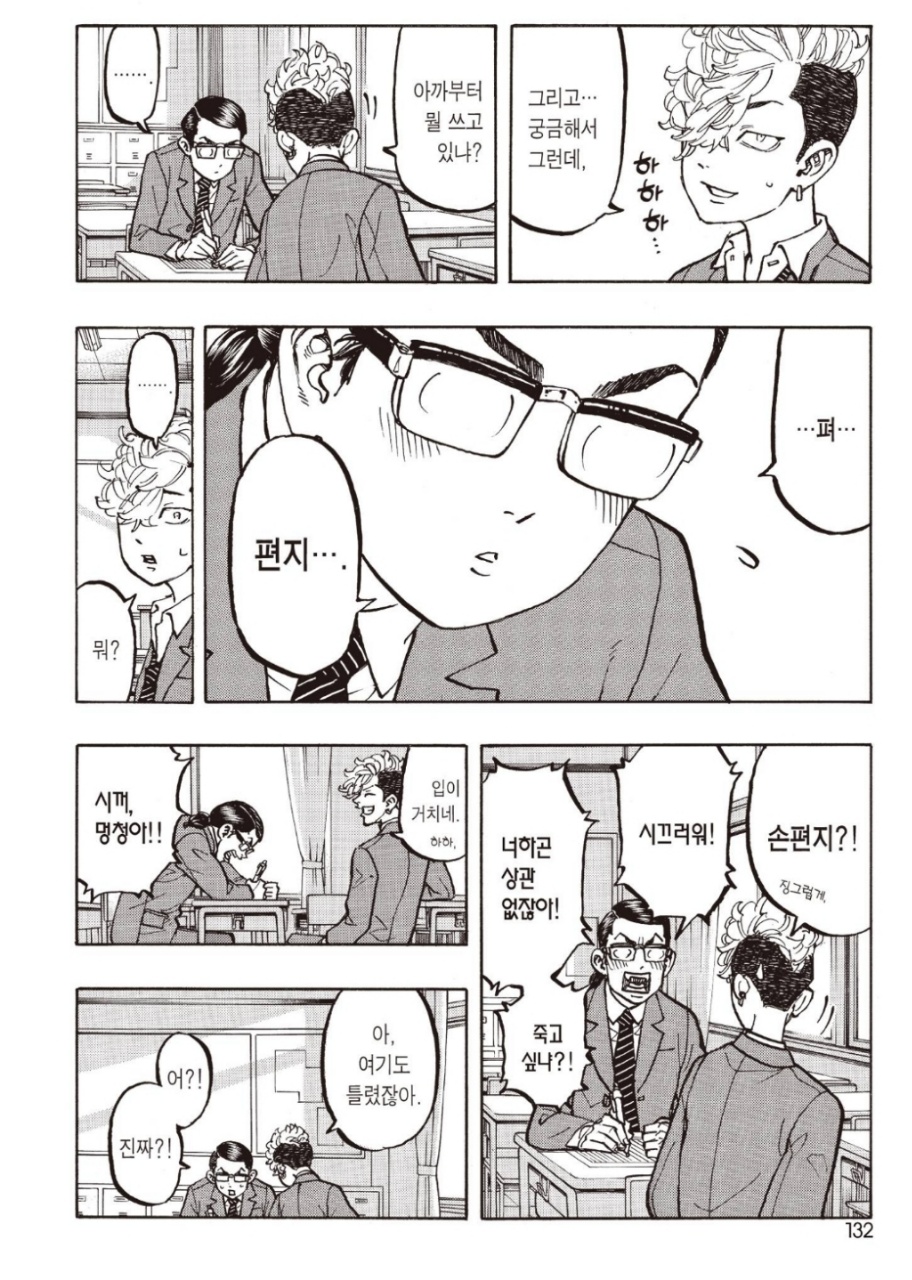 그리고…
궁금해서
그런데,
하
하
하
…
아까부터
뭘 쓰고
있냐?
…….
…펴…
편지….
…….
뭐?
손편지?!
징그럽게,
시끄러워!
너하곤
상관
없잖아!
죽고
싶냐?!
입이
거치네.
하하,
시꺼,
멍청아!!
아,
여기도
틀렸잖아.
어?!
진짜?!
132